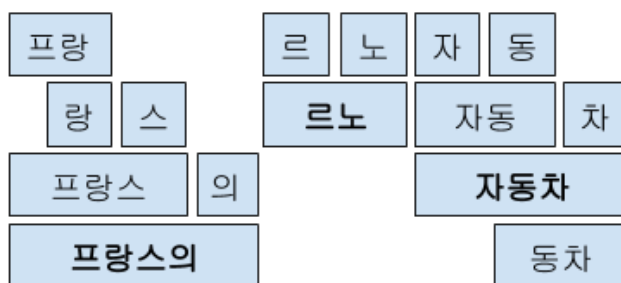 프랑 르 노 자 동
랑 스 르노 자동 차
프랑스 의 자동차
프랑스의 동차